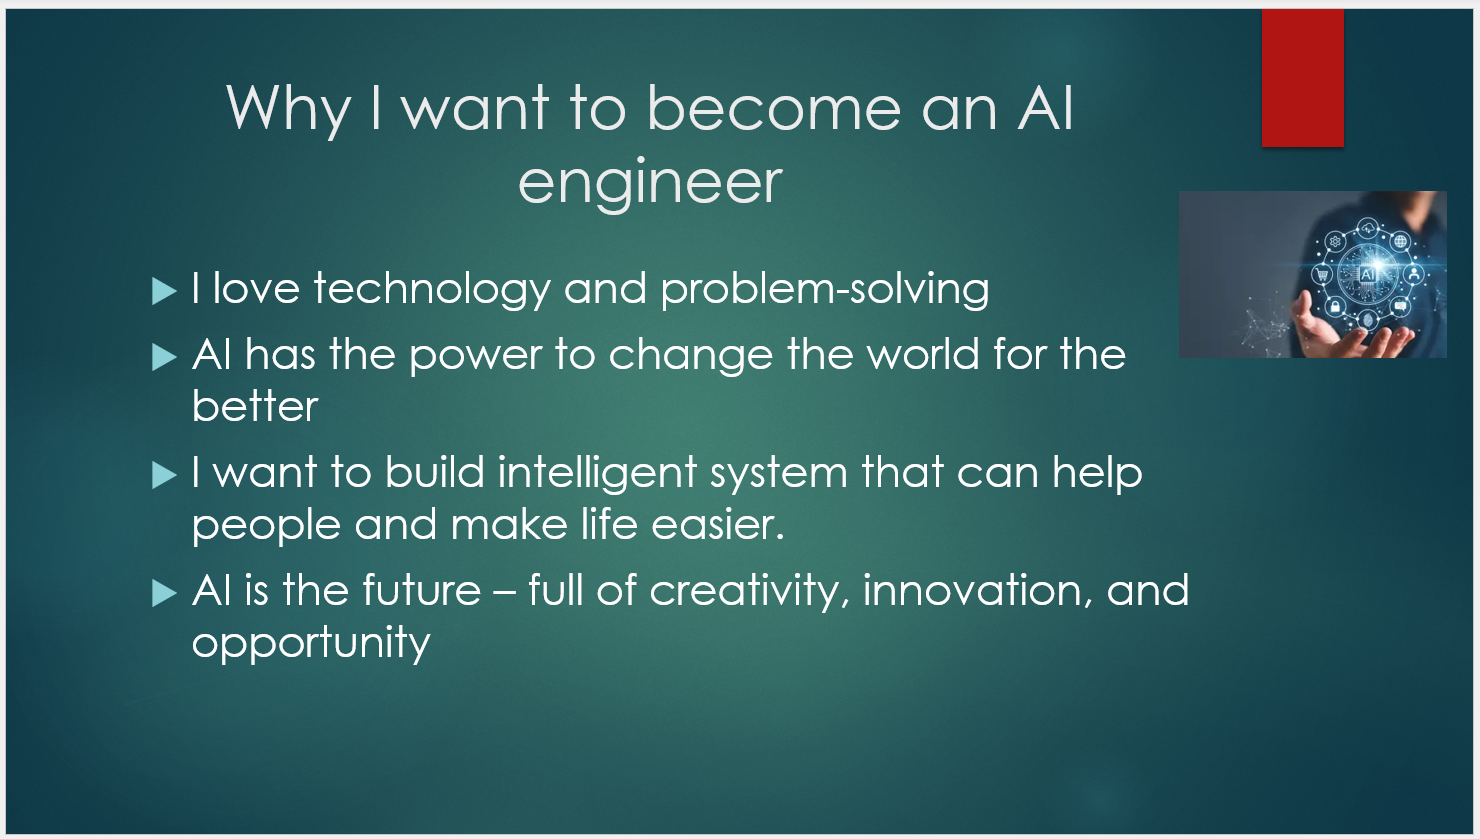 Why I want to become an AI
engineer
I love technology and problem-solving
AI has the power to change the world for the
better
I want to build intelligent system that can help
people and make life easier.
AI is the future – full of creativity, innovation, and
opportunity
AI